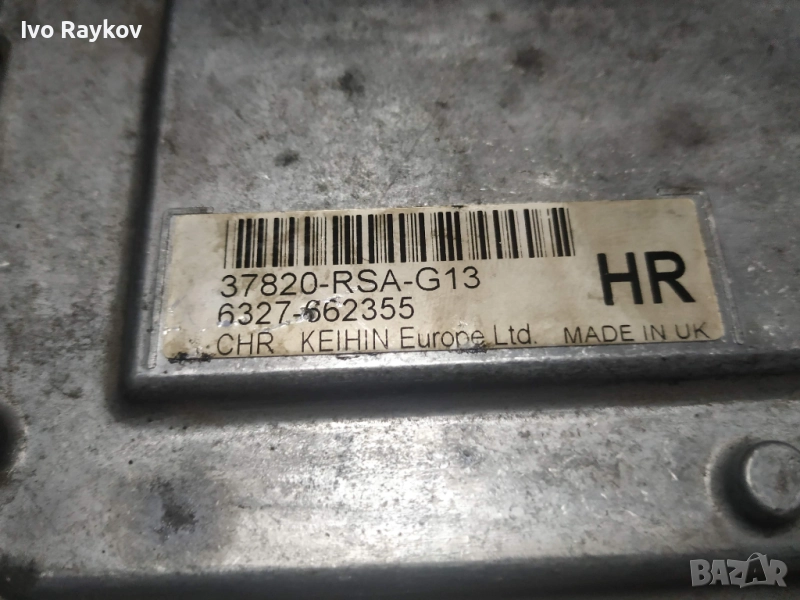 Ivo Raykov
37820-RSA-G13
HR
6327-662355
CHR KEIHIN Europe Ltd. MADE IN UK
BAZAR